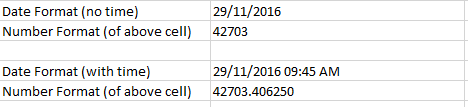 Date Format (no time) 29/11/2016
Number Format (of above cell) 42703
Date Format (with time) 29/11/2016 09:45 AM
Number Format (of above cell) 42703.406250